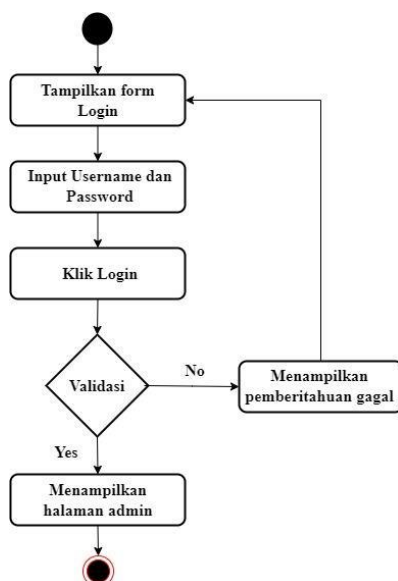 Tampilkan form
Login
Input Username dan
Password
Klik Login
Validasi
No
Menampilkan
pemberitahuan gagal
Yes
Menampilkan
halaman admin